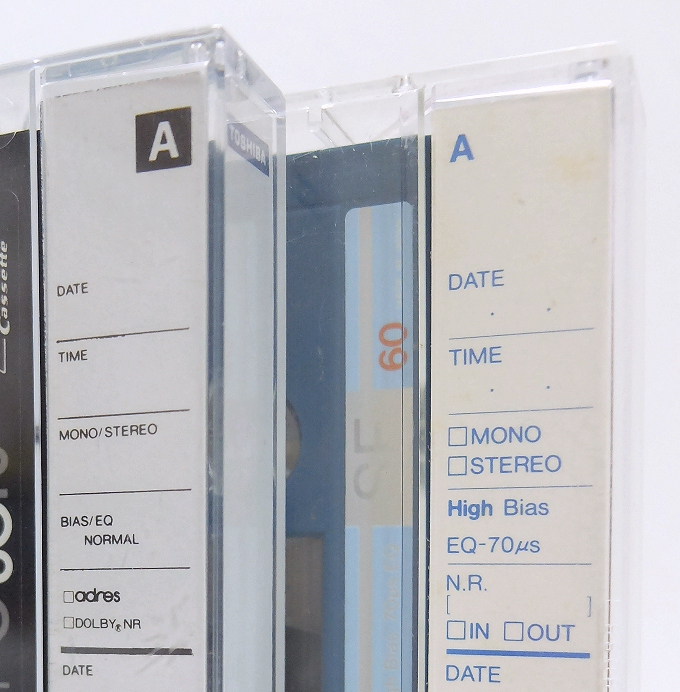 Cassette
A
DATE
TIME
MONO/STEREO
BIAS/EQ
NORMAL
□adres
□DOLBY NR
DATE
TOSHIBA
60
A
DATE
. .
TIME
. .
□MONO
□STEREO
High Bias
EQ-70μs
N.R.
[ ]
□IN □OUT
DATE